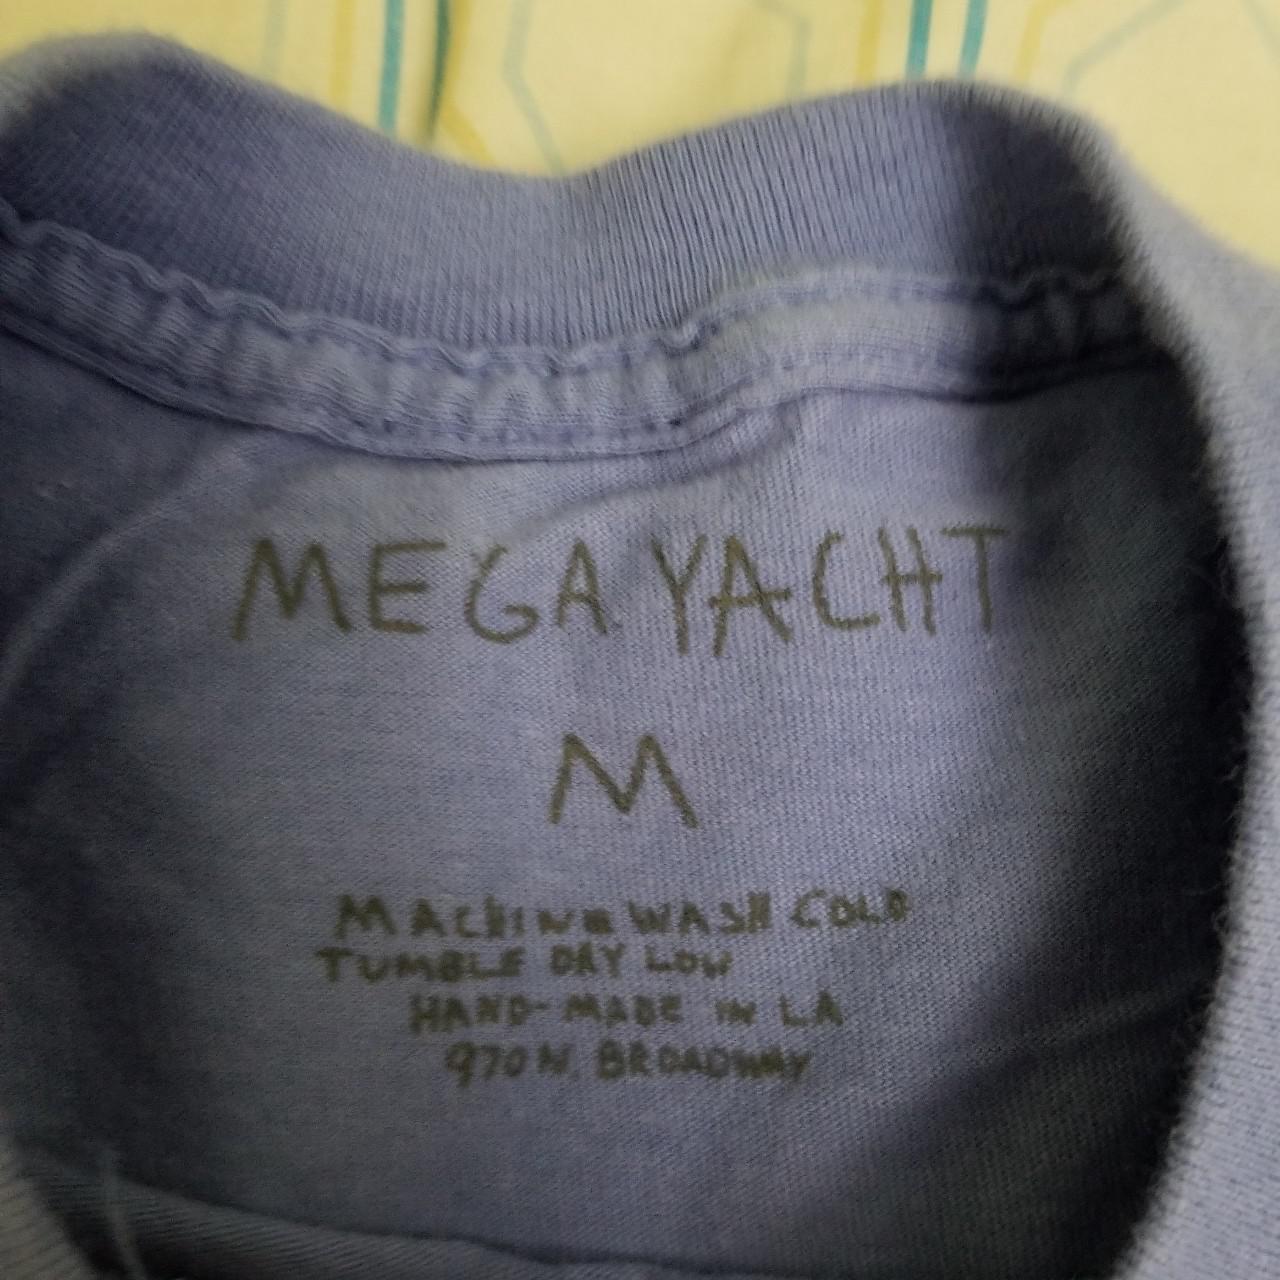 MEGA YACHT
M
MACHINE WASH COLD
TUMBLE DRY LOW
HAND-MADE IN LA
970 N. BROADWAY